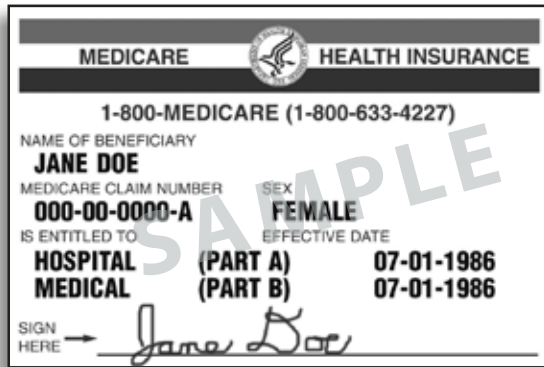 MEDICARE HEALTH INSURANCE
1-800-MEDICARE (1-800-633-4227)
NAME OF BENEFICIARY
JANE DOE
MEDICARE CLAIM NUMBER SEX
000-00-0000-A FEMALE
IS ENTITLED TO EFFECTIVE DATE
HOSPITAL (PART A) 07-01-1986
MEDICAL (PART B) 07-01-1986
SIGN
HERE Jane Doe
SAMPLE